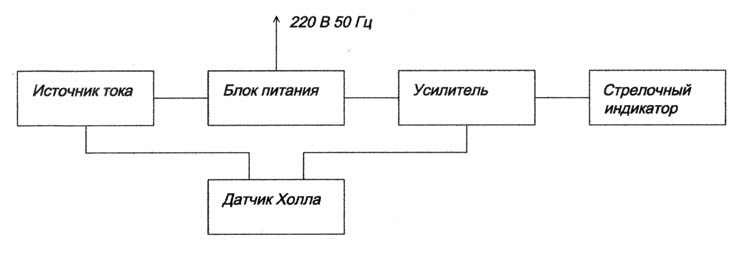 220 В 50 Гц
Источник тока
Блок питания
Усилитель
Стрелочный
индикатор
Датчик Холла